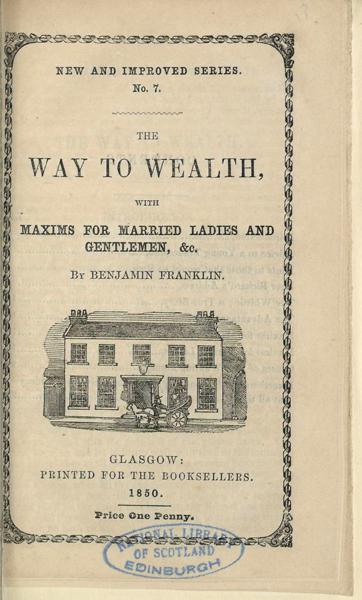 NEW AND IMPROVED SERIES.
No. 7.
THE
WAY TO WEALTH,
WITH
MAXIMS FOR MARRIED LADIES AND
GENTLEMEN, &c.
By BENJAMIN FRANKLIN.
GLASGOW:
PRINTED FOR THE BOOKSELLERS.
1850.
Price One Penny.
NATIONAL LIBRARY
OF SCOTLAND
EDINBURGH